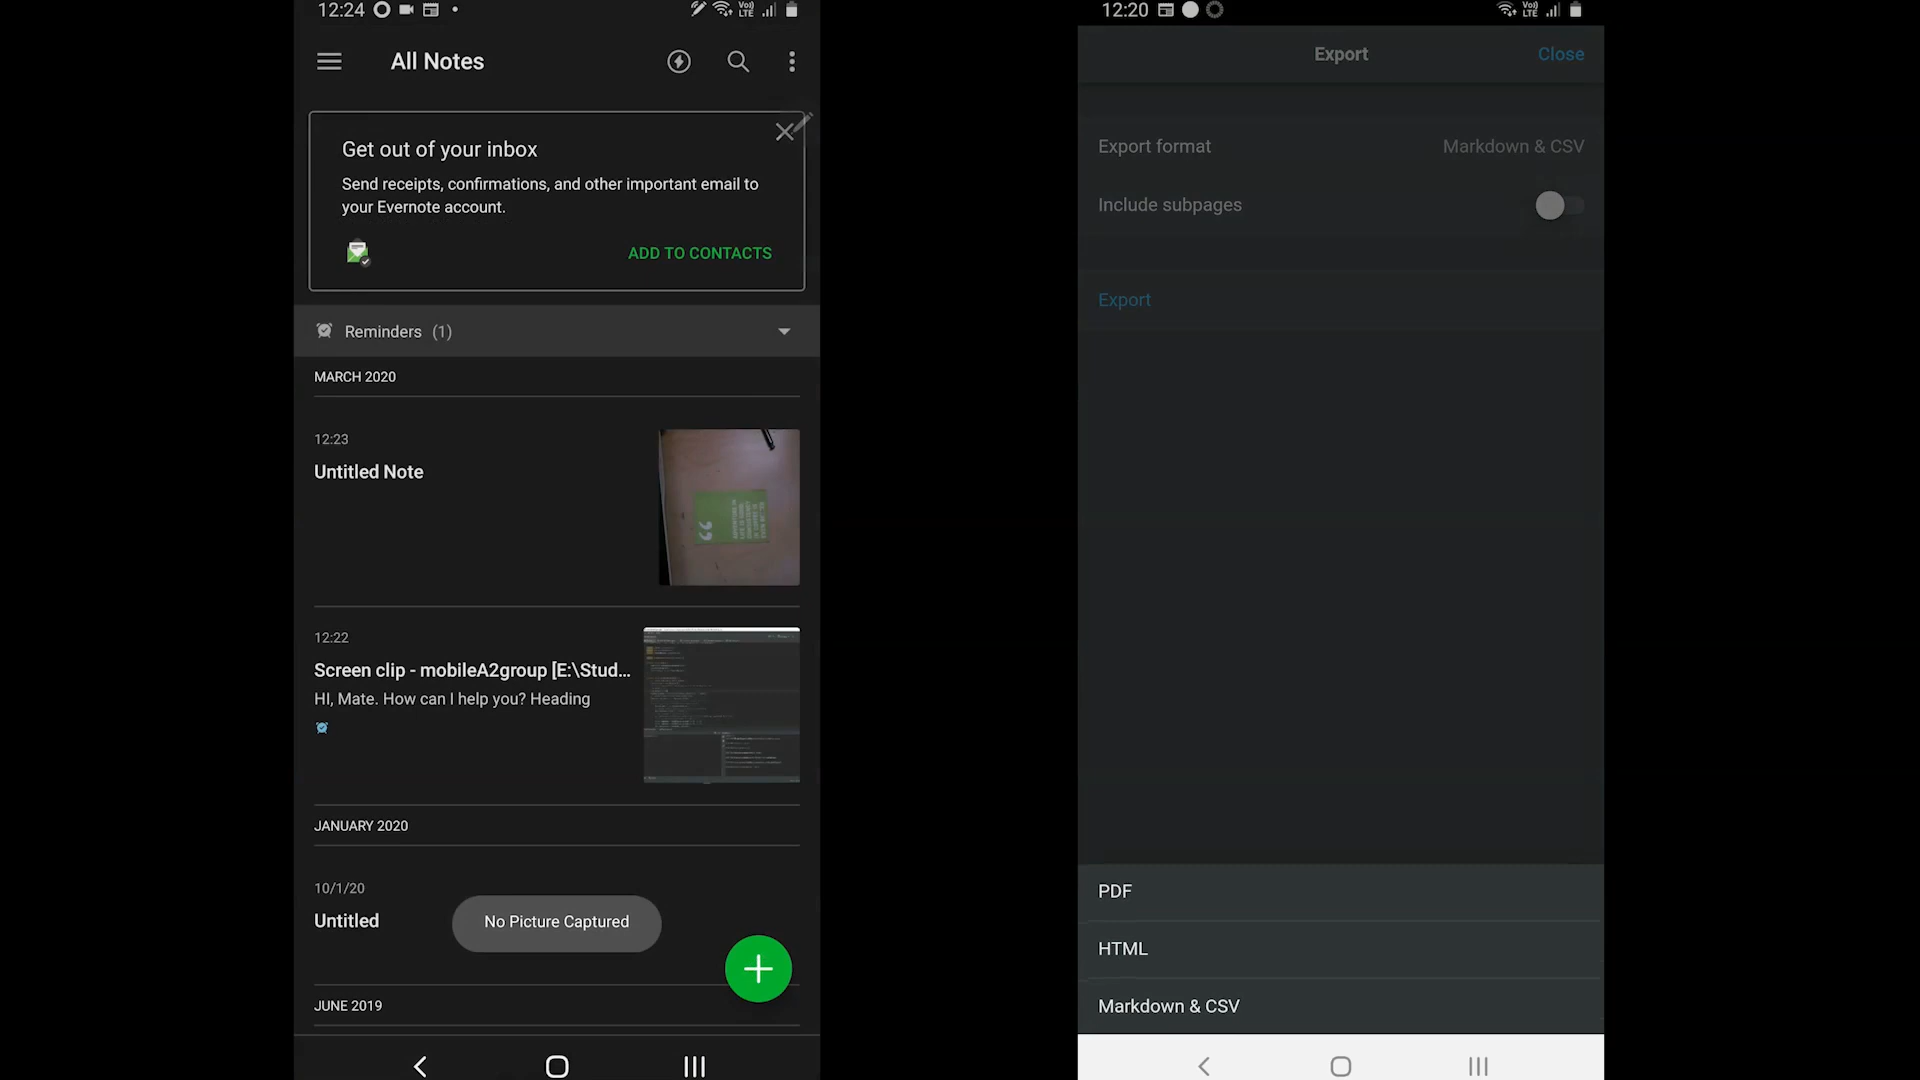 12:24
All Notes
Get out of your inbox
Send receipts, confirmations, and other important email to
your Evernote account.
ADD TO CONTACTS
Reminders (1)
MARCH 2020
12:23
Untitled Note
12:22
Screen clip - mobileA2group [E:\Stud...
HI, Mate. How can I help you? Heading
JANUARY 2020
10/1/20
Untitled
No Picture Captured
JUNE 2019
12:20
Export
Close
Export format
Markdown & CSV
Include subpages
Export
PDF
HTML
Markdown & CSV